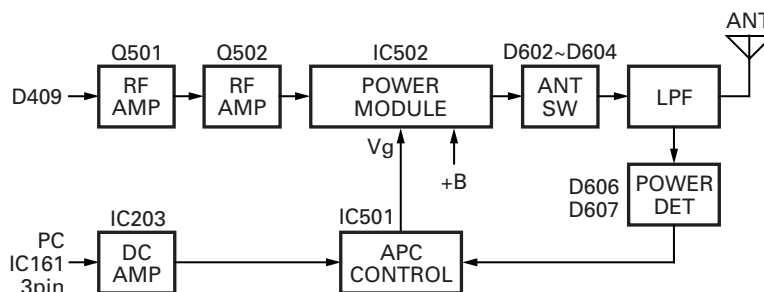 ANT
Q501
Q502
IC502
D602~D604
D409
RF
AMP
RF
AMP
POWER
MODULE
ANT
SW
LPF
Vg
+B
D606
D607
POWER
DET
IC203
IC501
PC
IC161
3pin
DC
AMP
APC
CONTROL